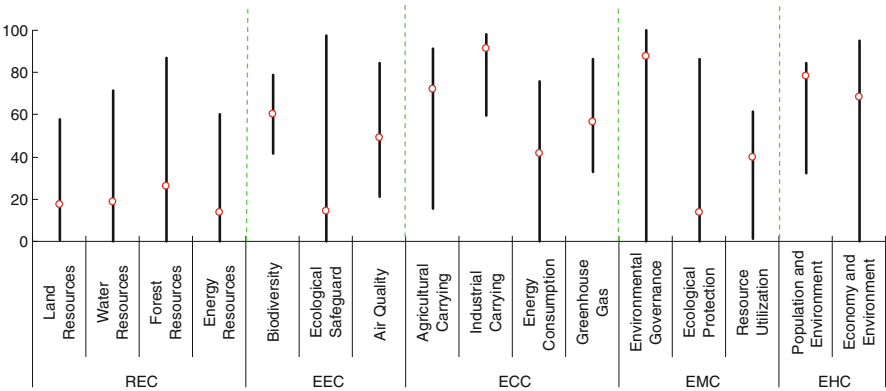 100
80
60
40
20
0
Land
Resources
Water
Resources
Forest
Resources
Energy
Resources
Biodiversity
Ecological
Safeguard
Air Quality
Agricultural
Carrying
Industrial
Carrying
Energy
Consumption
Greenhouse
Gas
Environmental
Governance
Ecological
Protection
Resource
Utilization
Population and
Environment
Economy and
Environment
REC
EEC
ECC
EMC
EHC